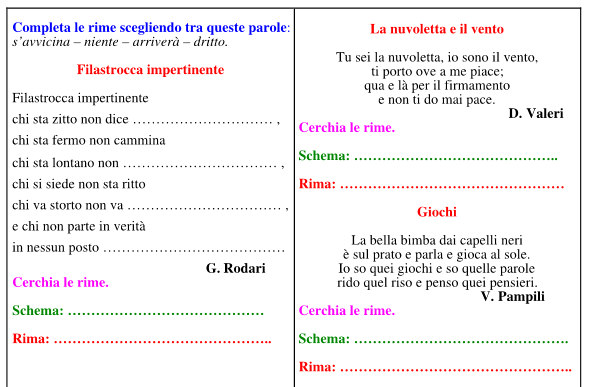 Completa le rime scegliendo tra queste parole:
s’avvicina – niente – arriverà – dritto.
Filastrocca impertinente
Filastrocca impertinente
chi sta zitto non dice ………………………… ,
chi sta fermo non cammina
chi sta lontano non ………………………… ,
chi si siede non sta ritto
chi va storto non va ………………………… ,
e chi non parte in verità
in nessun posto …………………………………
G. Rodari
Cerchia le rime.
Schema: …………………………………
Rima: ……………………………………..
La nuvoletta e il vento
Tu sei la nuvoletta, io sono il vento,
ti porto ove a me piace;
qua e là per il firmamento
e non ti do mai pace.
D. Valeri
Cerchia le rime.
Schema: …………………………………..
Rima: ………………………………………
Giochi
La bella bimba dai capelli neri
è sul prato e parla e gioca al sole.
Io so quei giochi e so quelle parole
rido quel riso e penso quei pensieri.
V. Pampili
Cerchia le rime.
Schema: …………………………………….
Rima: ………………………………………..